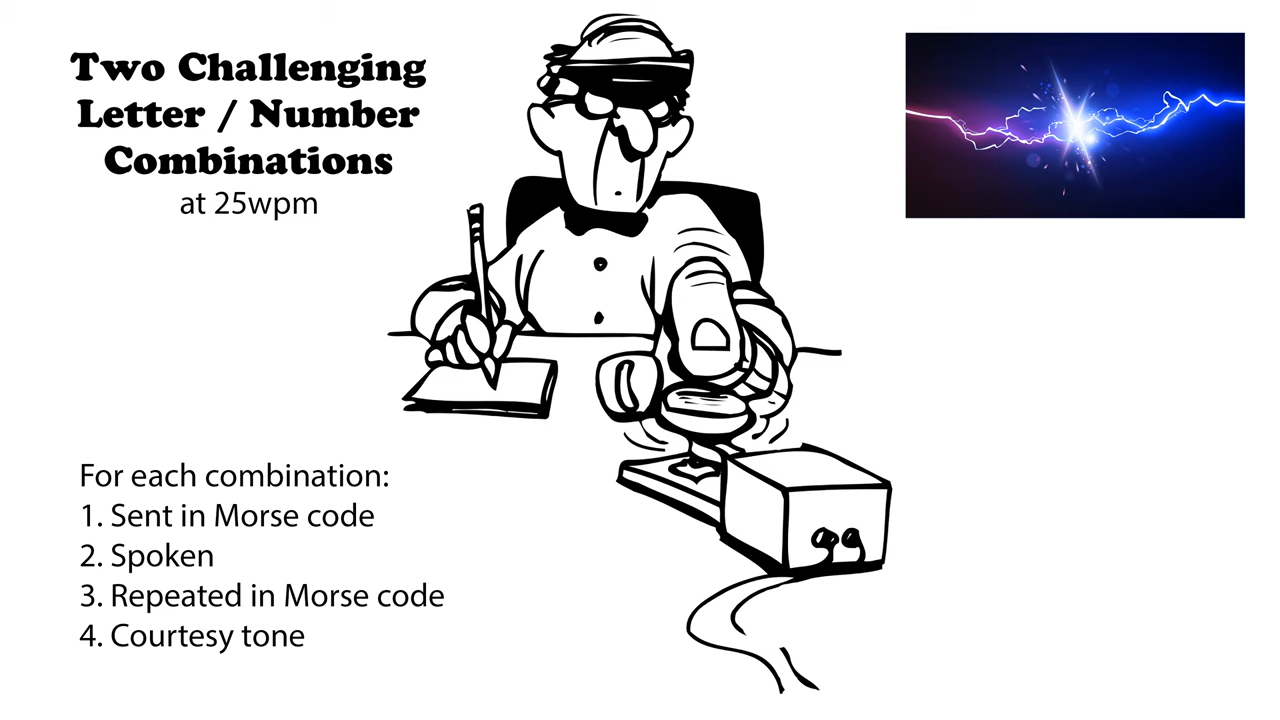 Two Challenging
Letter / Number
Combinations
at 25wpm
For each combination:
1. Sent in Morse code
2. Spoken
3. Repeated in Morse code
4. Courtesy tone